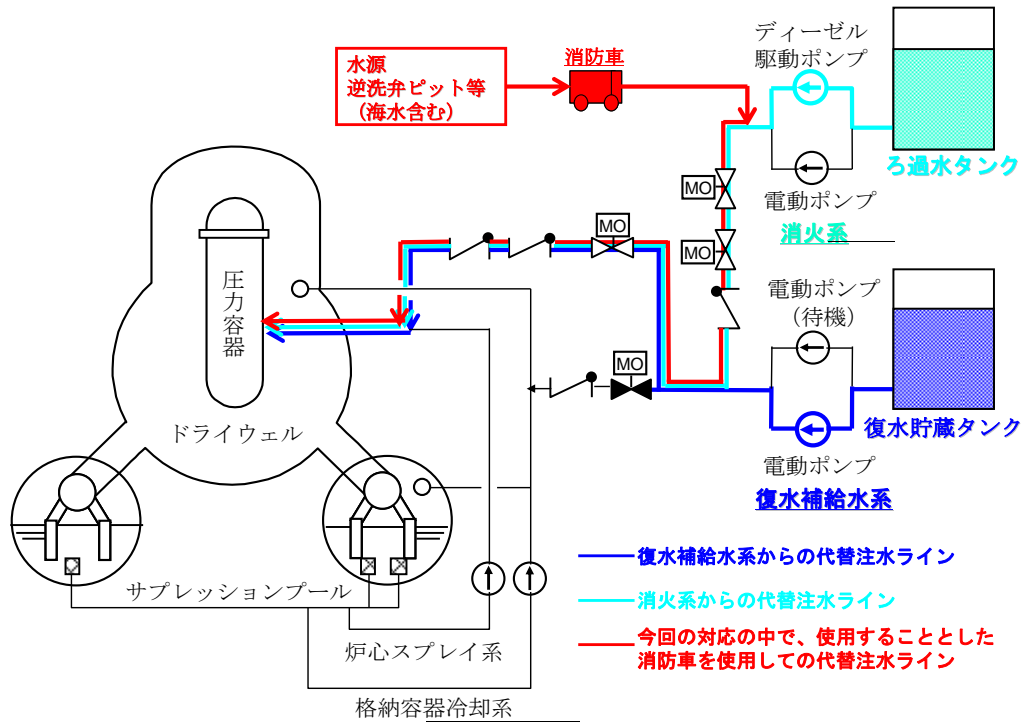 水源
逆洗弁ピット等
（海水含む）
消防車
ディーゼル
駆動ポンプ
ろ過水タンク
MO
電動ポンプ
消火系
MO
MO
圧力容器
電動ポンプ
（待機）
MO
ドライウェル
復水貯蔵タンク
電動ポンプ
復水補給水系
復水補給水系からの代替注水ライン
サプレッションプール
消火系からの代替注水ライン
今回の対応の中で、使用することとした
消防車を使用しての代替注水ライン
炉心スプレイ系
格納容器冷却系